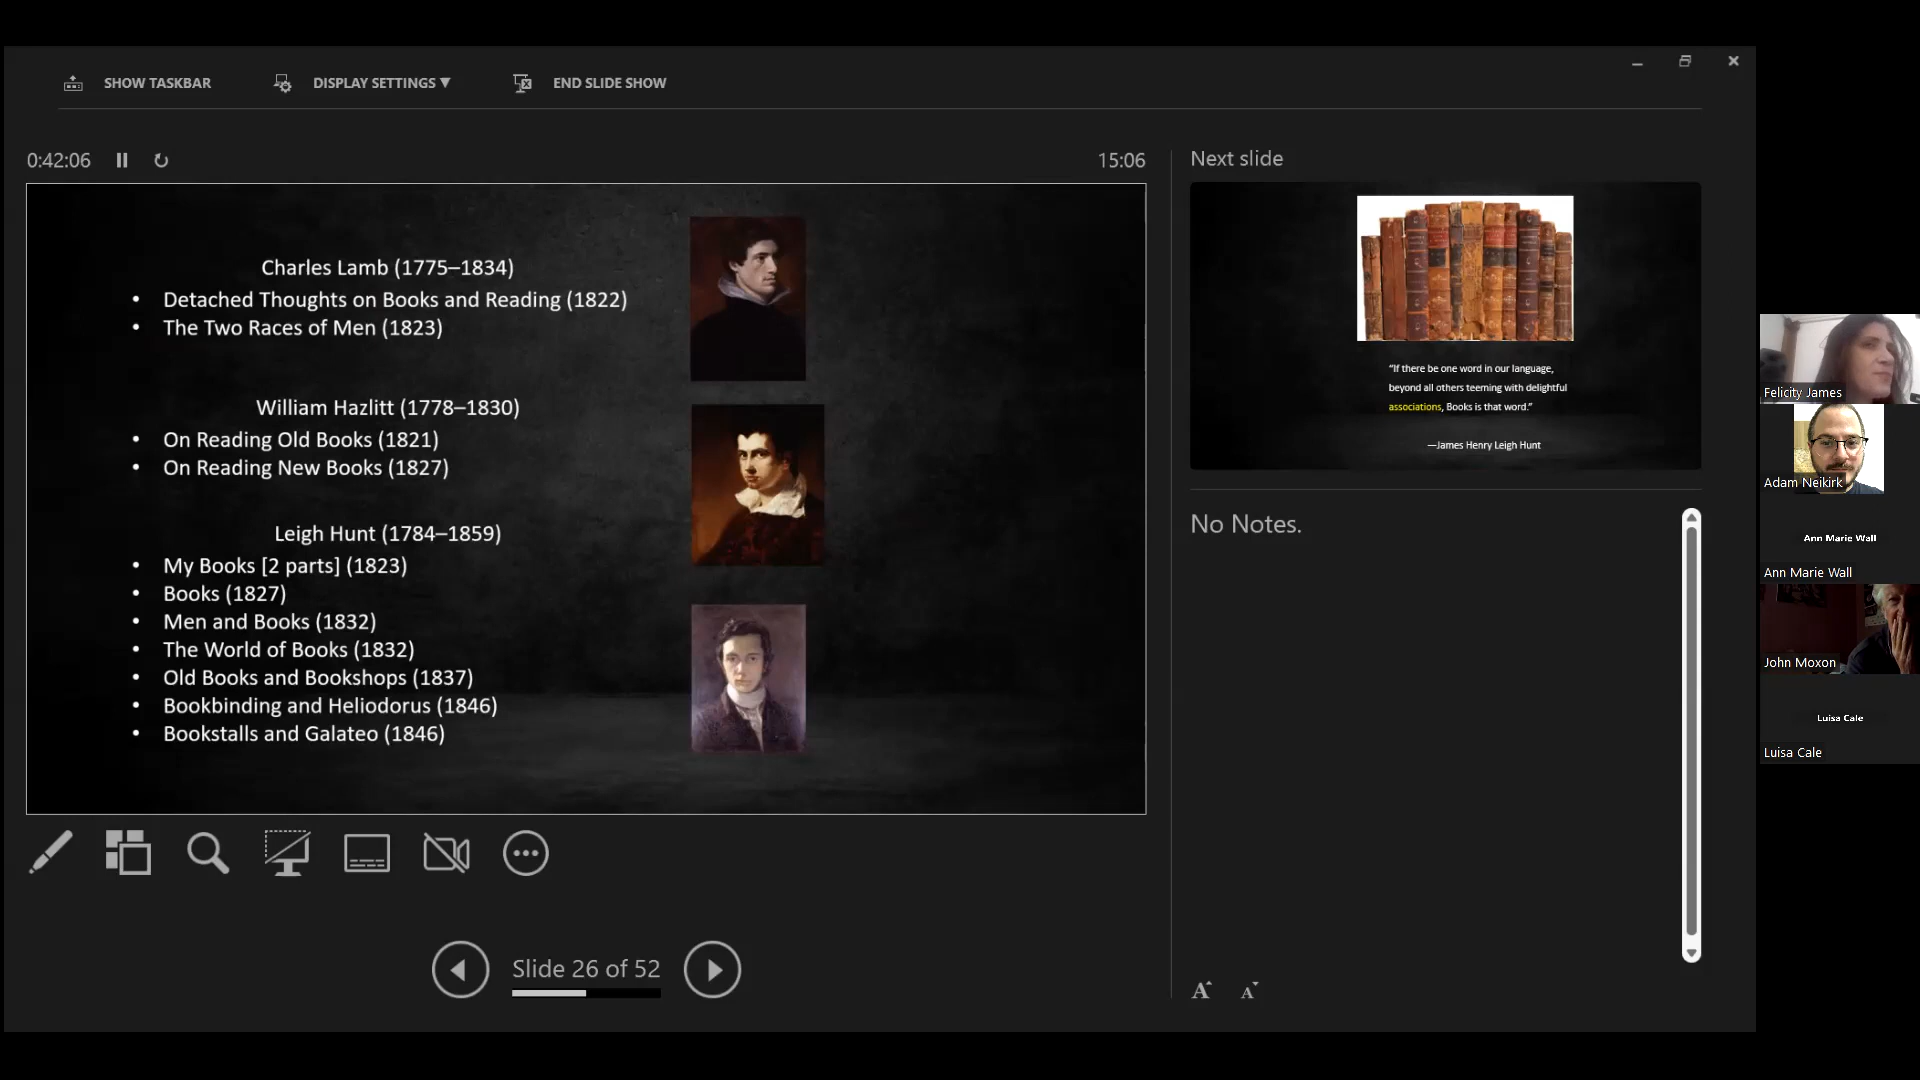 SHOW TASKBAR
DISPLAY SETTINGS ▼
END SLIDE SHOW
0:42:06
15:06
Charles Lamb (1775–1834)
• Detached Thoughts on Books and Reading (1822)
• The Two Races of Men (1823)
William Hazlitt (1778–1830)
• On Reading Old Books (1821)
• On Reading New Books (1827)
Leigh Hunt (1784–1859)
• My Books [2 parts] (1823)
• Books (1827)
• Men and Books (1832)
• The World of Books (1832)
• Old Books and Bookshops (1837)
• Bookbinding and Heliodorus (1846)
• Bookstalls and Galateo (1846)
Slide 26 of 52
Next slide
“If there be one word in our language,
beyond all others teeming with delightful
associations, Books is that word.”
—James Henry Leigh Hunt
No Notes.
A A
Felicity James
Adam Neikirk
Ann Marie Wall
Ann Marie Wall
John Moxon
Luisa Cale
Luisa Cale